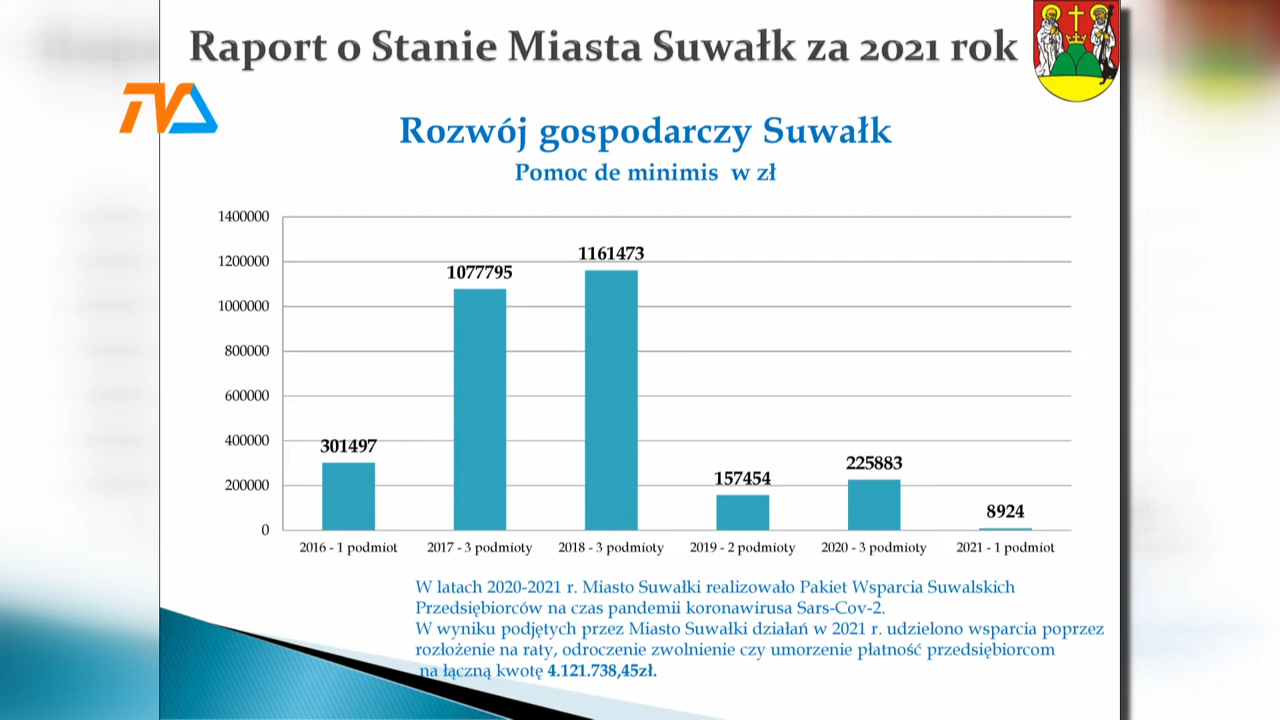 Raport o Stanie Miasta Suwałk za 2021 rok
TVA
Rozwój gospodarczy Suwałk
Pomoc de minimis w zł
1400000
1200000
1000000
800000
600000
400000
200000
0
301497
1077795
1161473
157454
225883
8924
2016 - 1 podmiot
2017 - 3 podmioty
2018 - 3 podmioty
2019 - 2 podmioty
2020 - 3 podmioty
2021 - 1 podmiot
W latach 2020-2021 r. Miasto Suwałki realizowało Pakiet Wsparcia Suwalskich
Przedsiębiorców na czas pandemii koronawirusa Sars-Cov-2.
W wyniku podjętych przez Miasto Suwałki działań w 2021 r. udzielono wsparcia poprzez
rozłożenie na raty, odroczenie zwolnienie czy umorzenie płatność przedsiębiorcom
na łączną kwotę 4.121.738,45zł.